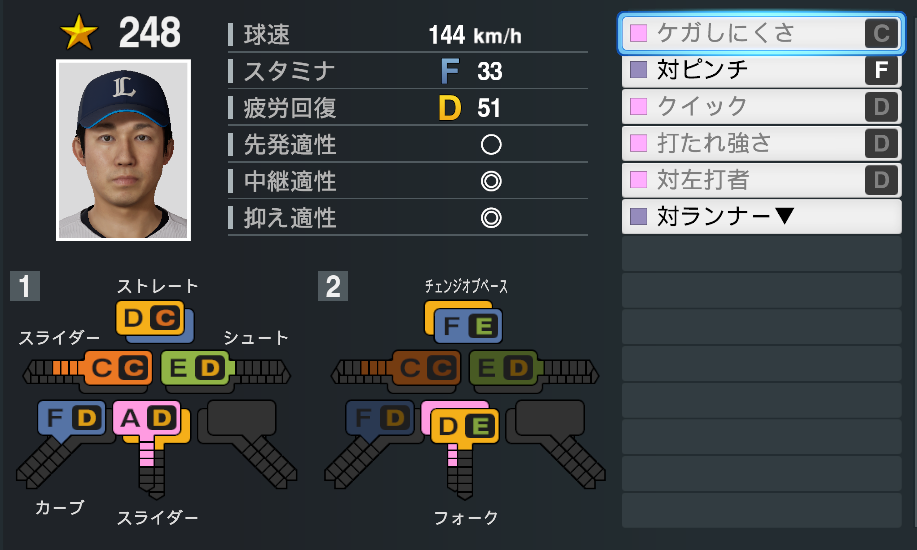 248
球速 144 km/h
スタミナ F 33
疲労回復 D 51
先発適性 ○
中継適性 ◎
抑え適性 ◎
ケガしにくさ C
対ピンチ F
クイック D
打たれ強さ D
対左打者 D
対ランナー▼
L
1
ストレート
D C
スライダー
シュート
C C
E D
F D
A D
カーブ
スライダー
2
チェンジオブペース
F E
C C
E D
F D
D E
フォーク